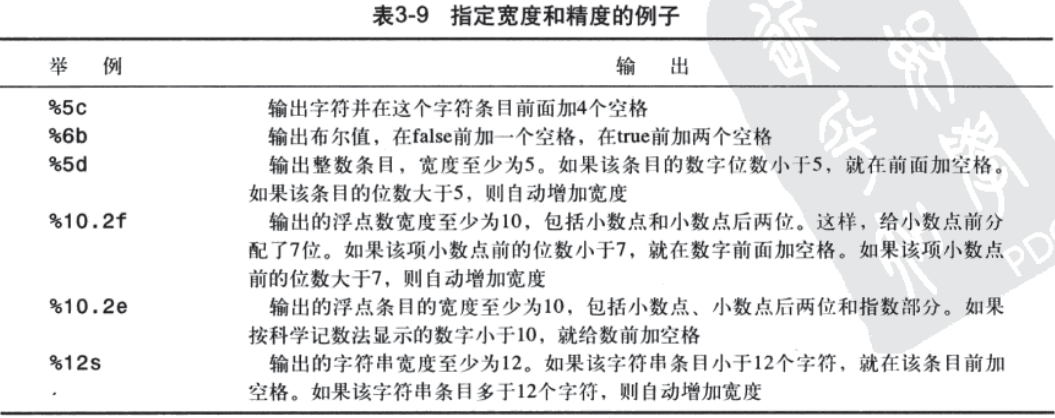 表3-9 指定宽度和精度的例子
举 例 输 出
%5c 输出字符并在这个字符条目前面加4个空格
%6b 输出布尔值，在false前加一个空格，在true前加两个空格
%5d 输出整数条目，宽度至少为5。如果该条目的数字位数小于5，就在前面加空格。
如果该条目的位数大于5，则自动增加宽度
%10.2f 输出的浮点数宽度至少为10，包括小数点和小数点后两位。这样，给小数点前分
配了7位。如果该项小数点前的位数小于7，就在数字前面加空格。如果该项小数点
前的位数大于7，则自动增加宽度
%10.2e 输出的浮点条目的宽度至少为10，包括小数点、小数点后两位和指数部分。如果
按科学记数法显示的数字小于10，就给数前加空格
%12s 输出的字符串宽度至少为12。如果该字符串条目小于12个字符，就在该条目前加
空格。如果该字符串条目多于12个字符，则自动增加宽度
PD